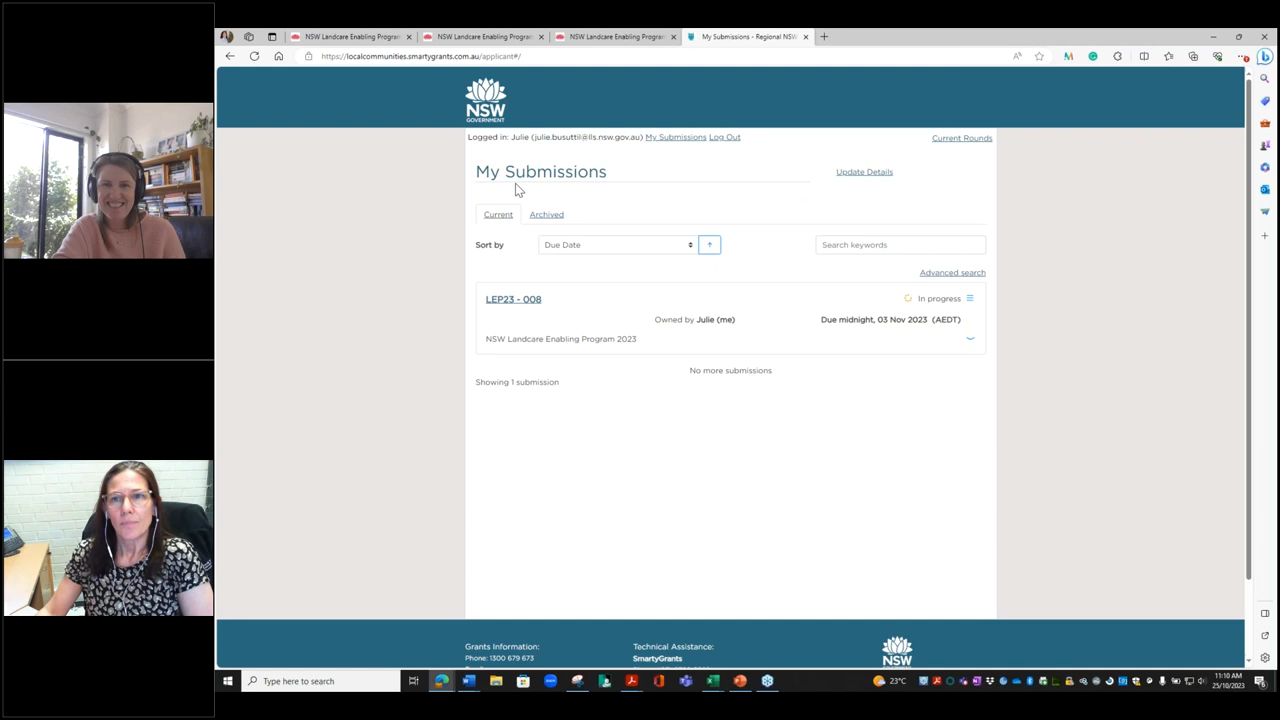 NSW Landcare Enabling Program
NSW Landcare Enabling Program
NSW Landcare Enabling Program
My Submissions - Regional NSW
https://localcommunities.smartygrants.com.au/applicant#/
NSW
GOVERNMENT
Logged in: Julie (julie.busuttil@lls.nsw.gov.au) My Submissions Log Out
Current Rounds
My Submissions
Update Details
Current
Archived
Sort by
Due Date
Search keywords
Advanced search
LEP23 - 008
In progress
Owned by Julie (me)
Due midnight, 03 Nov 2023 (AEDT)
NSW Landcare Enabling Program 2023
No more submissions
Showing 1 submission
Grants Information:
Technical Assistance:
Phone: 1300 679 673
SmartyGrants
NSW
Type here to search
23°C
11:10 AM
25/10/2023